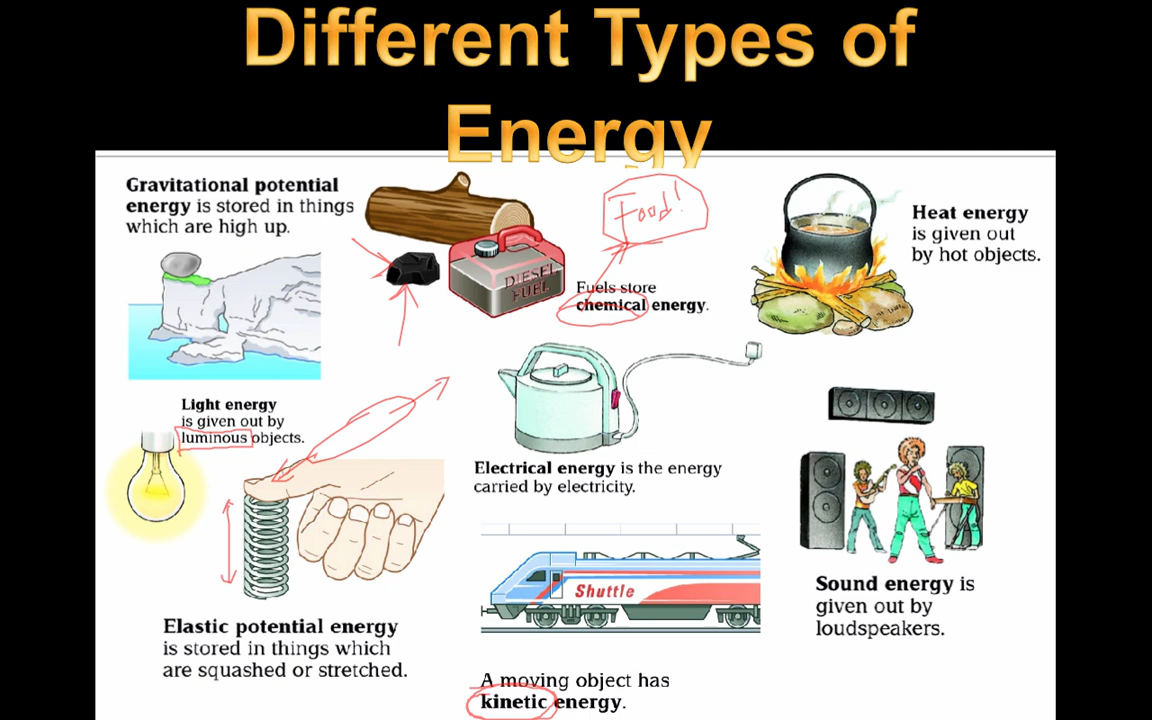 Different Types of
Energy
Gravitational potential
energy is stored in things
which are high up.
Food!
DIESEL
FUEL
Fuels store
chemical energy.
Heat energy
is given out
by hot objects.
Light energy
is given out by
luminous objects.
Electrical energy is the energy
carried by electricity.
Shuttle
Elastic potential energy
is stored in things which
are squashed or stretched.
A moving object has
kinetic energy.
Sound energy is
given out by
loudspeakers.